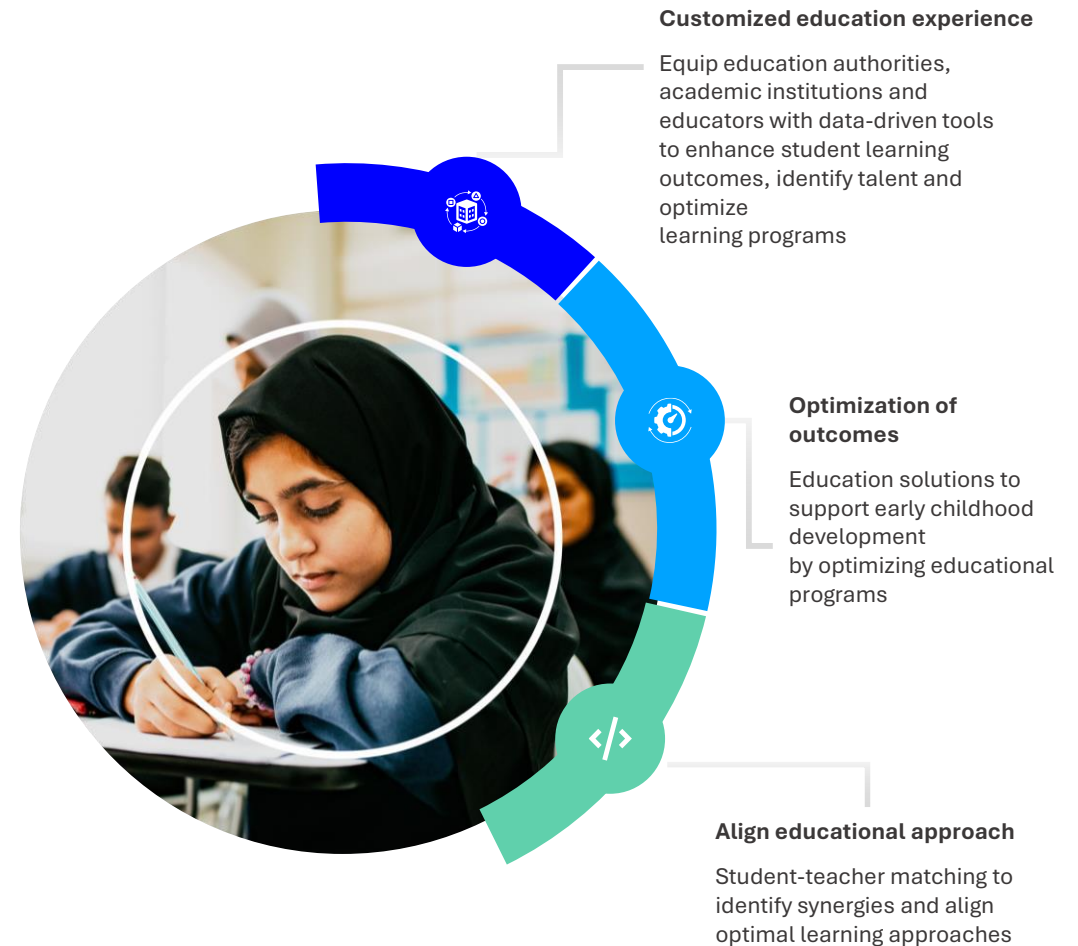 Customized education experience
Equip education authorities,
academic institutions and
educators with data-driven tools
to enhance student learning
outcomes, identify talent and
optimize
learning programs
Optimization of
outcomes
Education solutions to
support early childhood
development
by optimizing educational
programs
</>
Align educational approach
Student-teacher matching to
identify synergies and align
optimal learning approaches